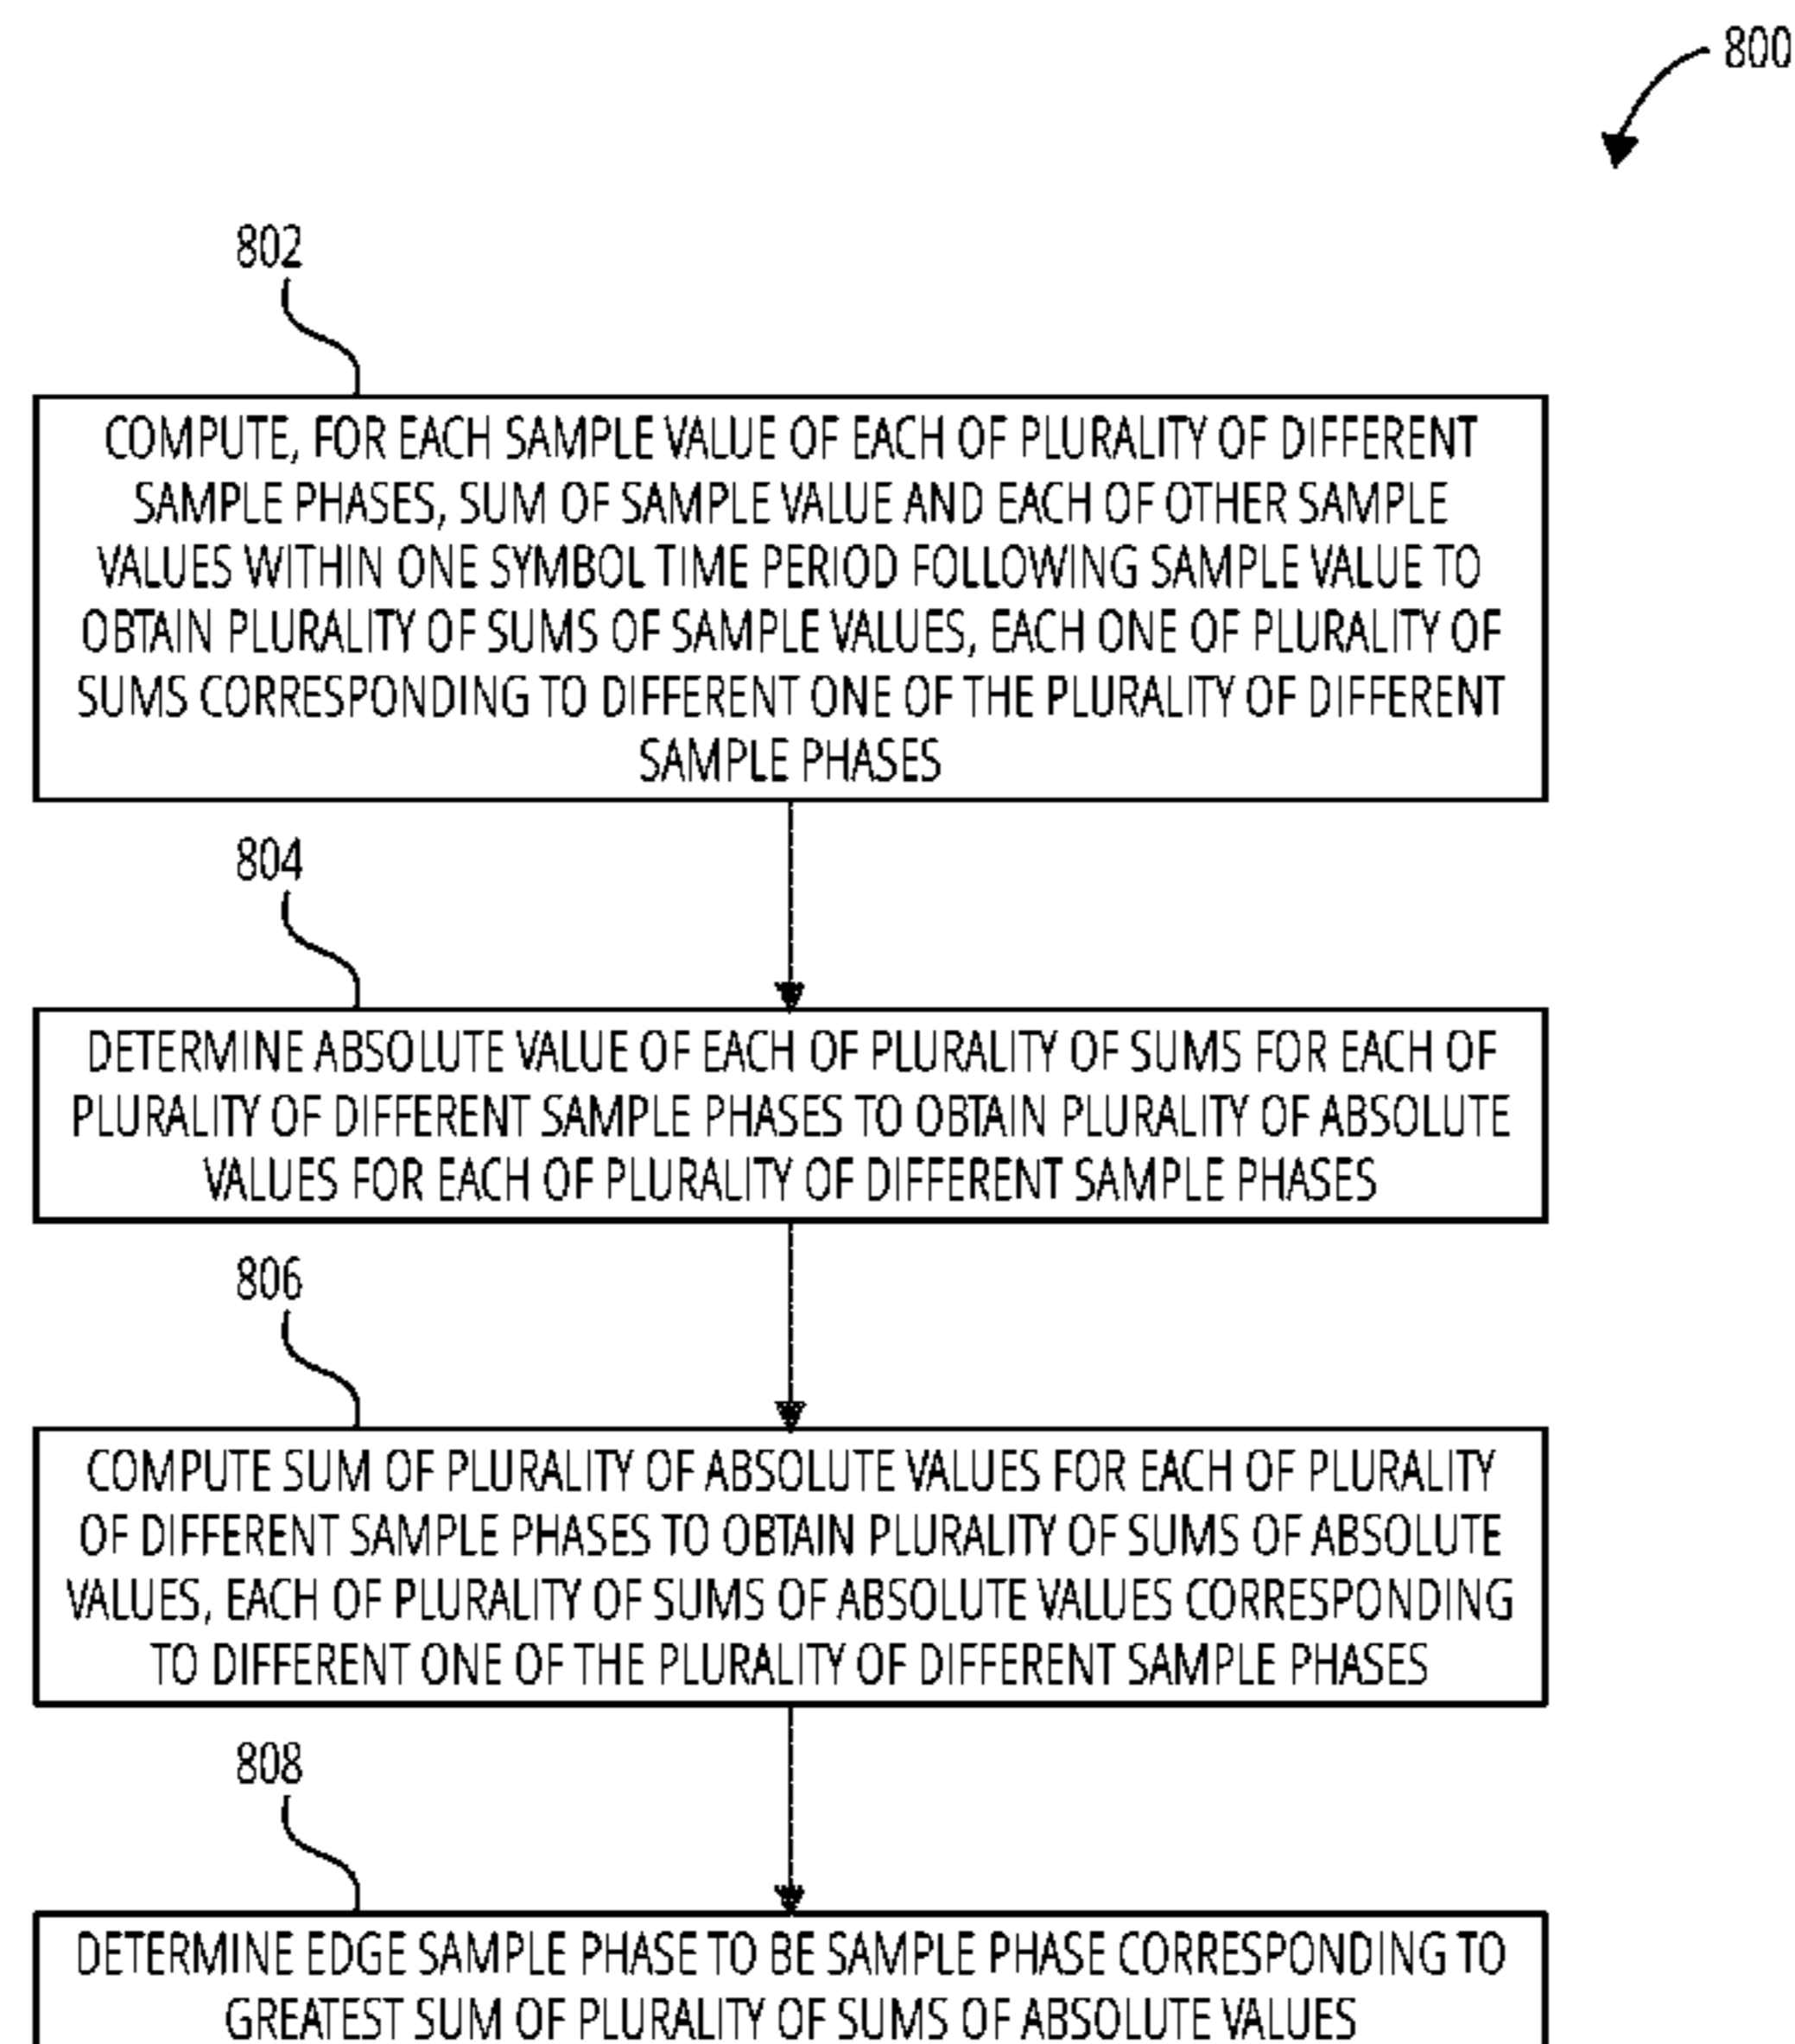 800
802
COMPUTE, FOR EACH SAMPLE VALUE OF EACH OF PLURALITY OF DIFFERENT
SAMPLE PHASES, SUM OF SAMPLE VALUE AND EACH OF OTHER SAMPLE
VALUES WITHIN ONE SYMBOL TIME PERIOD FOLLOWING SAMPLE VALUE TO
OBTAIN PLURALITY OF SUMS OF SAMPLE VALUES, EACH ONE OF PLURALITY OF
SUMS CORRESPONDING TO DIFFERENT ONE OF THE PLURALITY OF DIFFERENT
SAMPLE PHASES
804
DETERMINE ABSOLUTE VALUE OF EACH OF PLURALITY OF SUMS FOR EACH OF
PLURALITY OF DIFFERENT SAMPLE PHASES TO OBTAIN PLURALITY OF ABSOLUTE
VALUES FOR EACH OF PLURALITY OF DIFFERENT SAMPLE PHASES
806
COMPUTE SUM OF PLURALITY OF ABSOLUTE VALUES FOR EACH OF PLURALITY
OF DIFFERENT SAMPLE PHASES TO OBTAIN PLURALITY OF SUMS OF ABSOLUTE
VALUES, EACH OF PLURALITY OF SUMS OF ABSOLUTE VALUES CORRESPONDING
TO DIFFERENT ONE OF THE PLURALITY OF DIFFERENT SAMPLE PHASES
808
DETERMINE EDGE SAMPLE PHASE TO BE SAMPLE PHASE CORRESPONDING TO
GREATEST SUM OF PLURALITY OF SUMS OF ABSOLUTE VALUES